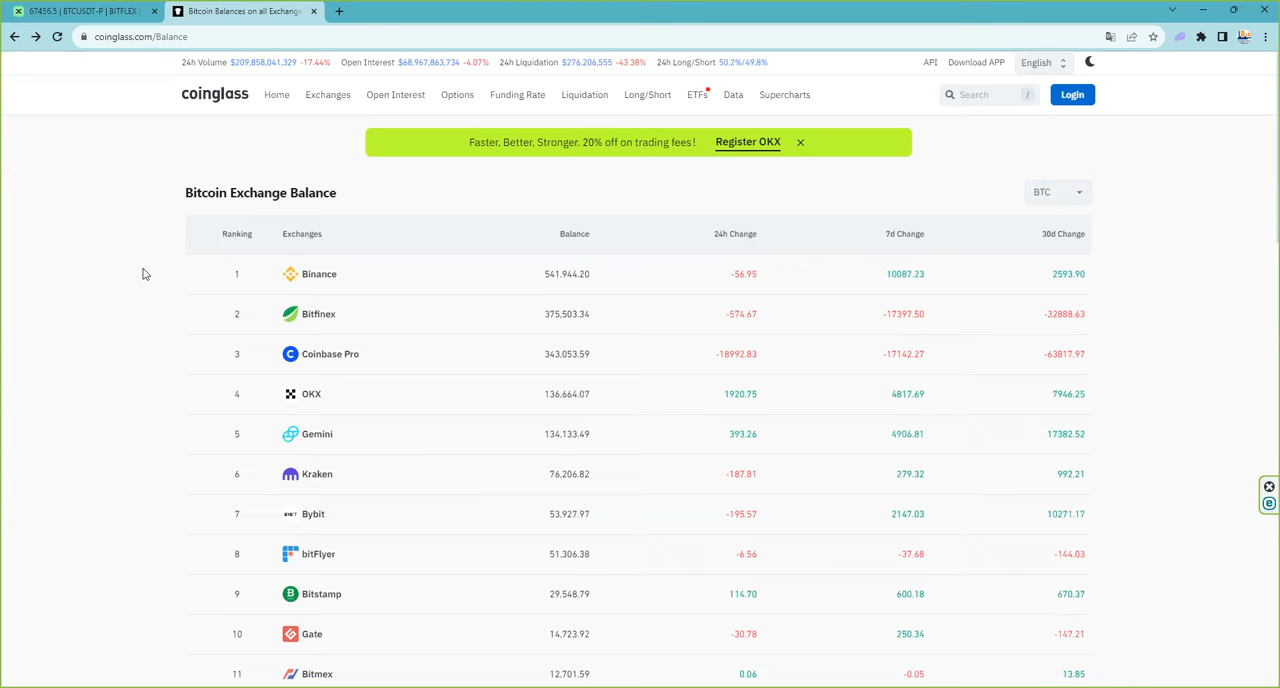 67456.5 | BTCUSDT-P | BITFLEX
Bitcoin Balances on all Exchange
coinglass.com/Balance
24h Volume $209,858,041,329 -17.44% Open Interest $68,967,863,734 -4.07% 24h Liquidation $276,206,555 -43.38% 24h Long/Short 50.2%/49.8% API Download APP English
coinglass Home Exchanges Open Interest Options Funding Rate Liquidation Long/Short ETFs Data Supercharts Search / Login
Faster, Better, Stronger. 20% off on trading fees! Register OKX
Bitcoin Exchange Balance BTC
Ranking Exchanges Balance 24h Change 7d Change 30d Change
1 Binance 541,944.20 -56.95 10087.23 2593.90
2 Bitfinex 375,503.34 -574.67 -17397.50 -32888.63
3 Coinbase Pro 343,053.59 -18992.83 -17142.27 -63817.97
4 OKX 136,664.07 1920.75 4817.69 7946.25
5 Gemini 134,133.49 393.26 4906.81 17382.52
6 Kraken 76,206.82 -187.81 279.32 992.21
7 Bybit 53,927.97 -195.57 2147.03 10271.17
8 bitFlyer 51,306.38 -6.56 -37.68 -144.03
9 Bitstamp 29,548.79 114.70 600.18 670.37
10 Gate 14,723.92 -30.78 250.34 -147.21
11 Bitmex 12,701.59 0.06 -0.05 13.85